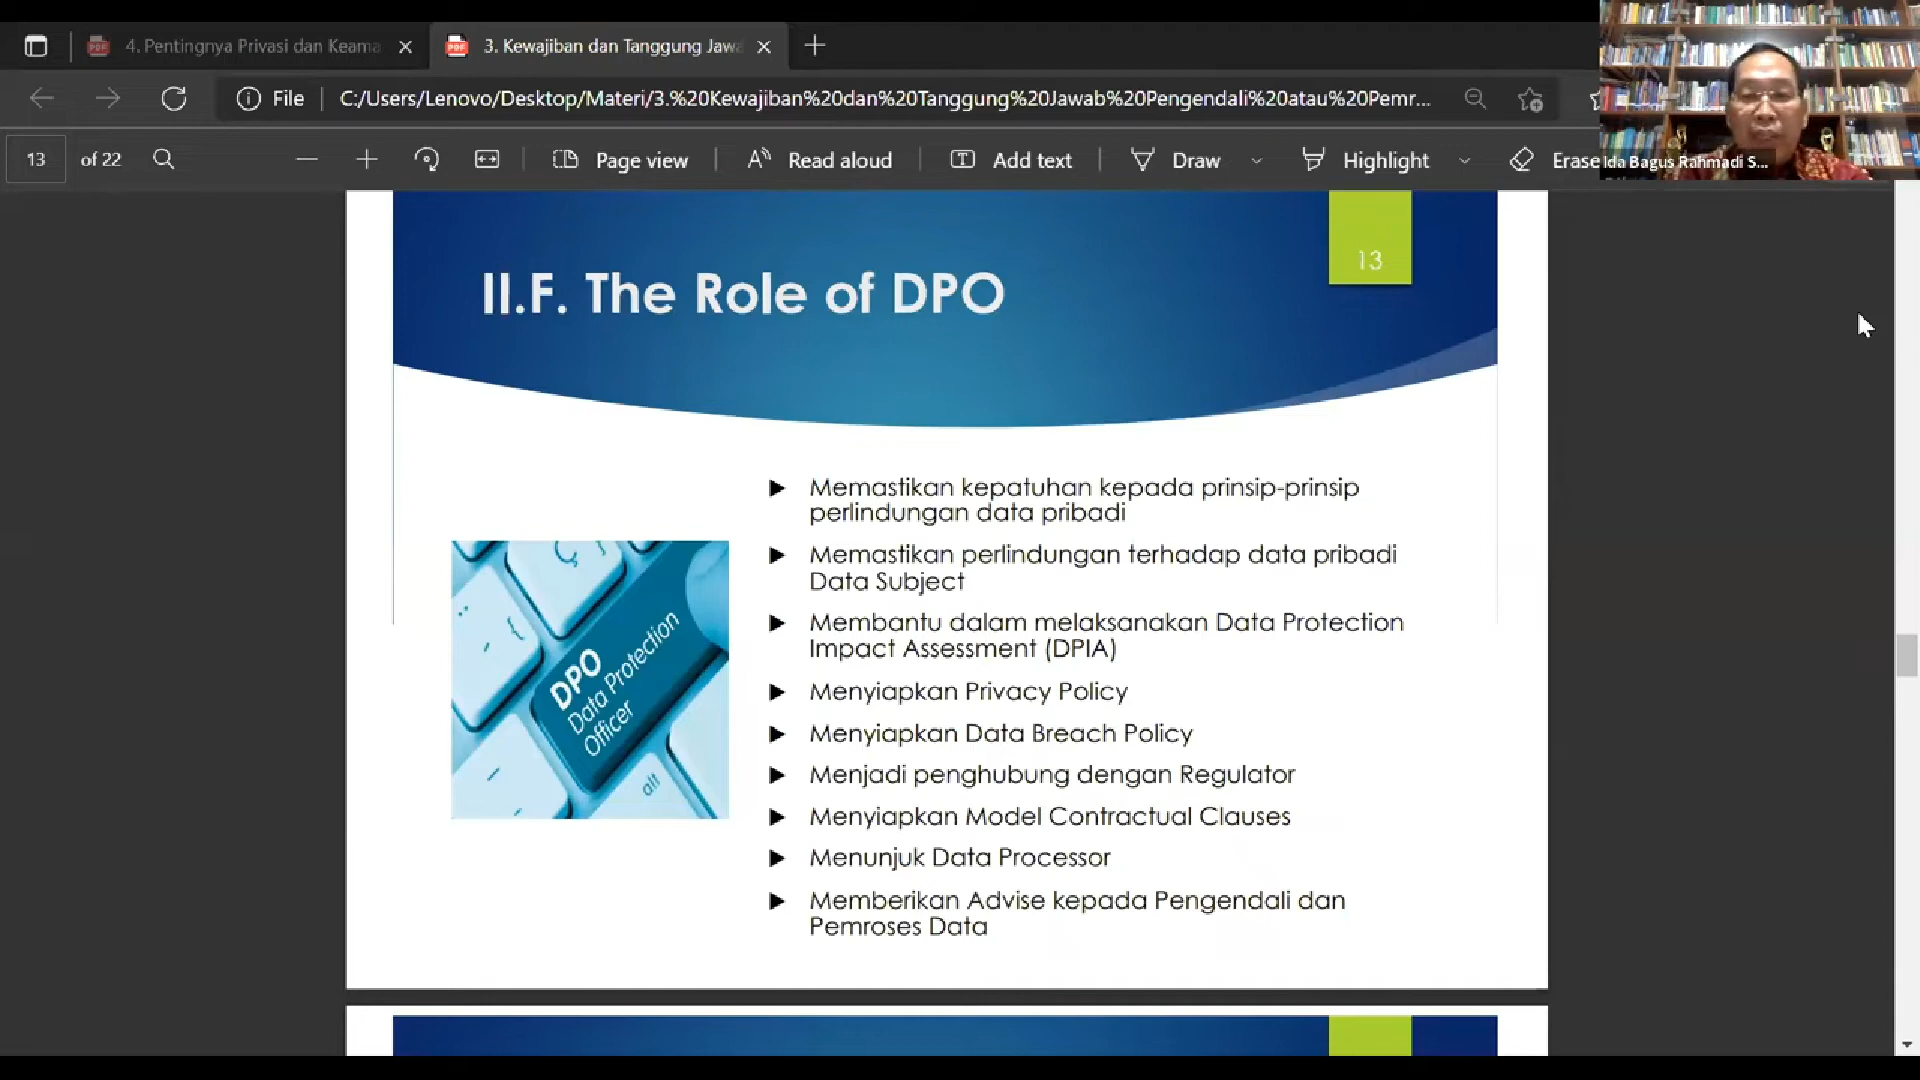 4. Pentingnya Privasi dan Keama
3. Kewajiban dan Tanggung Jawa
File
C:/Users/Lenovo/Desktop/Materi/3.%20Kewajiban%20dan%20Tanggung%20Jawab%20Pengendali%20atau%20Pemr...
13 of 22
Page view
Read aloud
Add text
Draw
Highlight
Erase
Ida Bagus Rahmadi S...
II.F. The Role of DPO
13
Memastikan kepatuhan kepada prinsip-prinsip
perlindungan data pribadi
Memastikan perlindungan terhadap data pribadi
Data Subject
Membantu dalam melaksanakan Data Protection
Impact Assessment (DPIA)
Menyiapkan Privacy Policy
Menyiapkan Data Breach Policy
Menjadi penghubung dengan Regulator
Menyiapkan Model Contractual Clauses
Menunjuk Data Processor
Memberikan Advise kepada Pengendali dan
Pemroses Data
DPO
Data Protection
Officer
alt